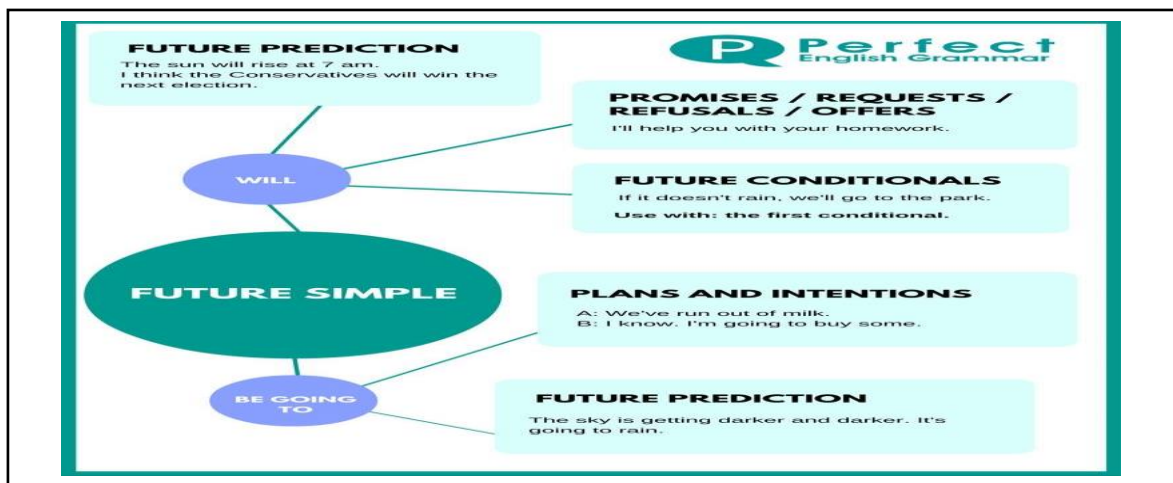 FUTURE PREDICTION
The sun will rise at 7 am.
I think the Conservatives will win the
next election.
Perfect
English Grammar
PROMISES / REQUESTS /
REFUSALS / OFFERS
I'll help you with your homework.
WILL
FUTURE CONDITIONALS
If it doesn't rain, we'll go to the park.
Use with: the first conditional.
FUTURE SIMPLE
PLANS AND INTENTIONS
A: We've run out of milk.
B: I know. I'm going to buy some.
BE GOING
TO
FUTURE PREDICTION
The sky is getting darker and darker. It's
going to rain.